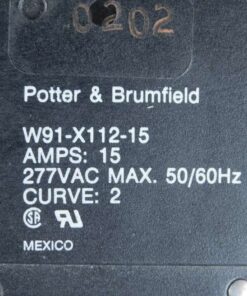 0202
Potter & Brumfield
W91-X112-15
AMPS: 15
277VAC MAX. 50/60Hz
CURVE: 2
MEXICO